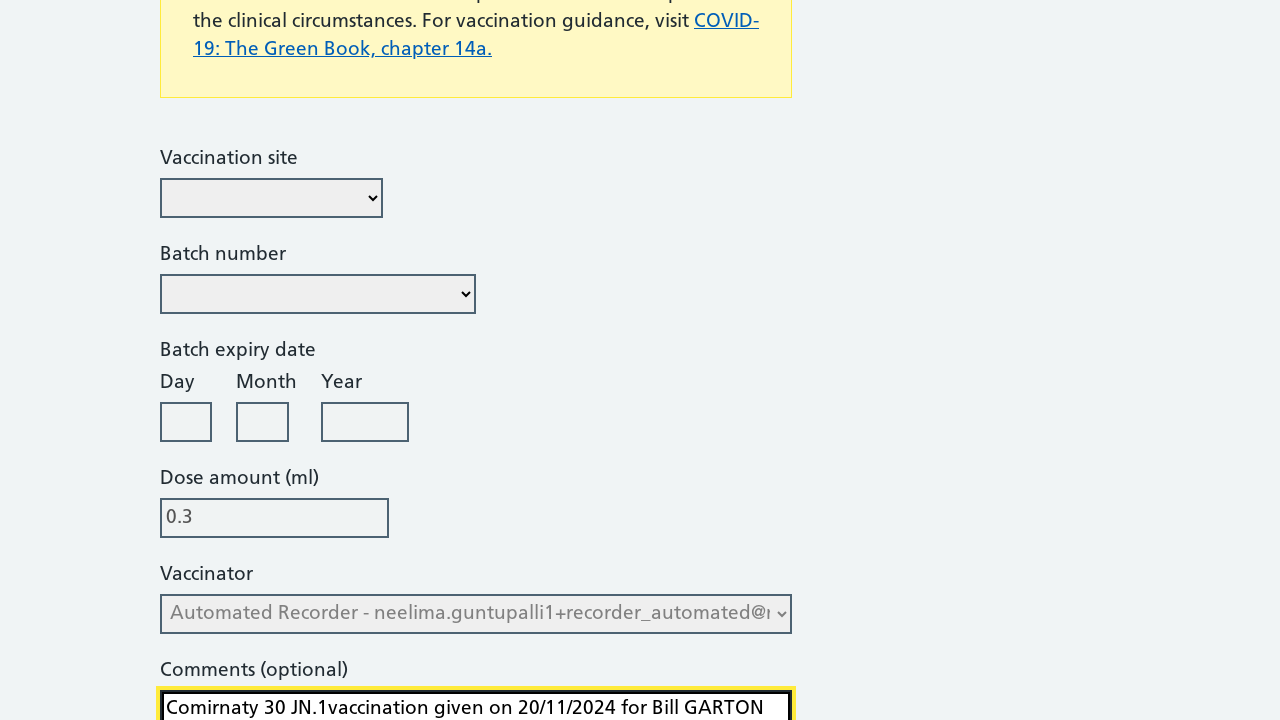 the clinical circumstances. For vaccination guidance, visit COVID-
19: The Green Book, chapter 14a.
Vaccination site
Batch number
Batch expiry date
Day Month Year
Dose amount (ml)
0.3
Vaccinator
Automated Recorder - neelima.guntupalli1+recorder_automated@
Comments (optional)
Comirnaty 30 JN.1vaccination given on 20/11/2024 for Bill GARTON